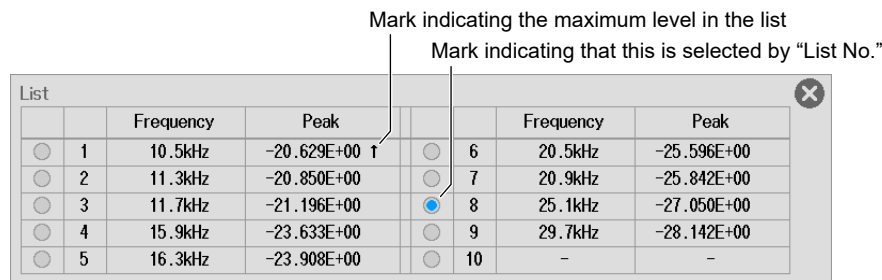 Mark indicating the maximum level in the list
Mark indicating that this is selected by “List No.”
List
Frequency Peak Frequency Peak
1 10.5kHz -20.629E+00 ↑ 6 20.5kHz -25.596E+00
2 11.3kHz -20.850E+00 7 20.9kHz -25.842E+00
3 11.7kHz -21.196E+00 8 25.1kHz -27.050E+00
4 15.9kHz -23.633E+00 9 29.7kHz -28.142E+00
5 16.3kHz -23.908E+00 10 - -